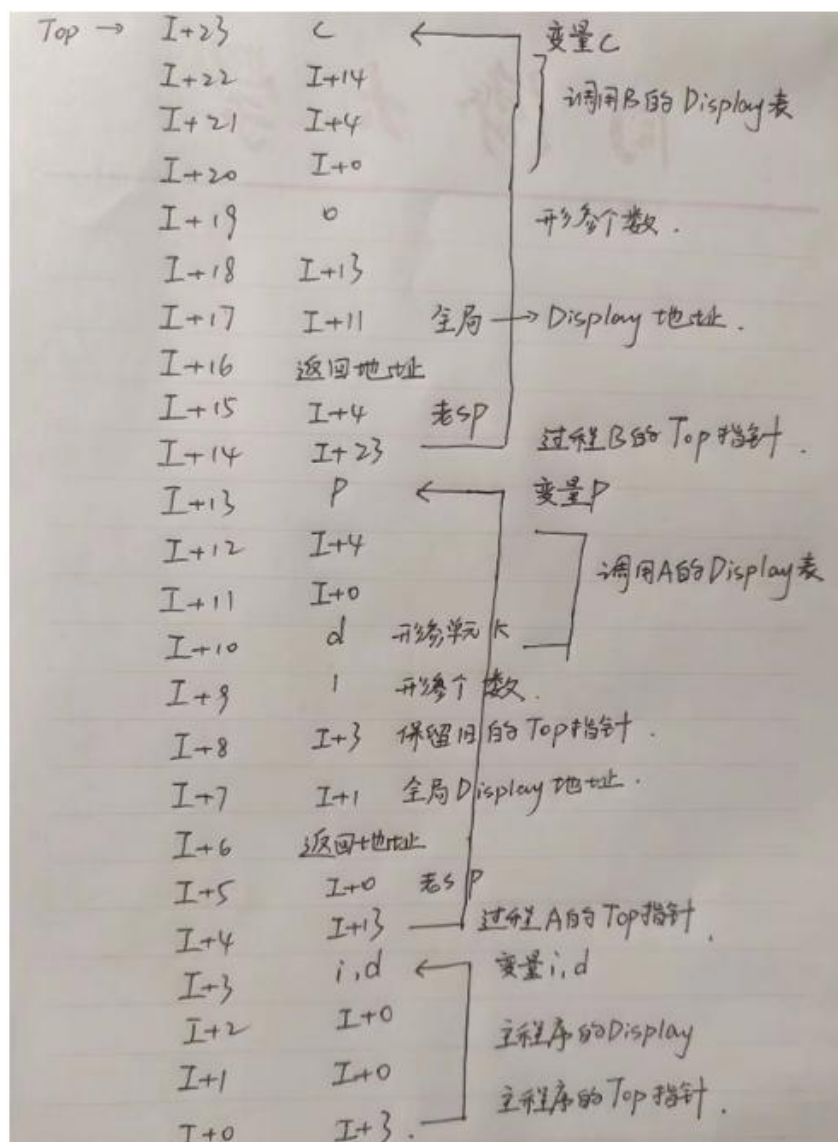 Top → I+23 C 变量C
I+22 I+14
I+21 I+4 调用B的Display表
I+20 I+0
I+19 0 形参个数.
I+18 I+13
I+17 I+11 全局 → Display 地址.
I+16 返回地址
I+15 I+4 老sp
I+14 I+23 过程B的Top指针.
I+13 P 变量P
I+12 I+4
I+11 I+0 调用A的Display表
I+10 d 形参单元 k
I+9 1 形参个数.
I+8 I+3 保留旧的Top指针.
I+7 I+1 全局Display地址.
I+6 返回地址
I+5 I+0 老sp
I+4 I+13 过程A的Top指针.
I+3 i,d 变量i,d
I+2 I+0 主程序的Display
I+1 I+0 主程序的Top指针.
I+0 I+3.